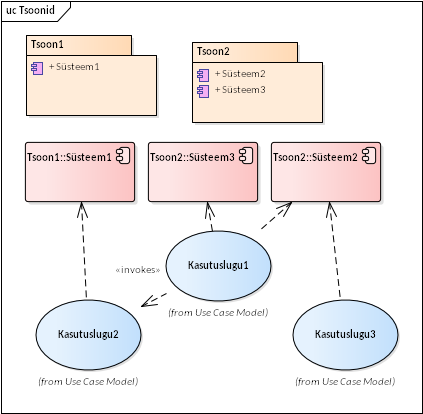 uc Tsoonid
Tsoon1
+ Süsteem1
Tsoon2
+ Süsteem2
+ Süsteem3
Tsoon1::Süsteem1
Tsoon2::Süsteem3
Tsoon2::Süsteem2
«invokes»
Kasutuslugu1
(from Use Case Model)
Kasutuslugu2
(from Use Case Model)
Kasutuslugu3
(from Use Case Model)